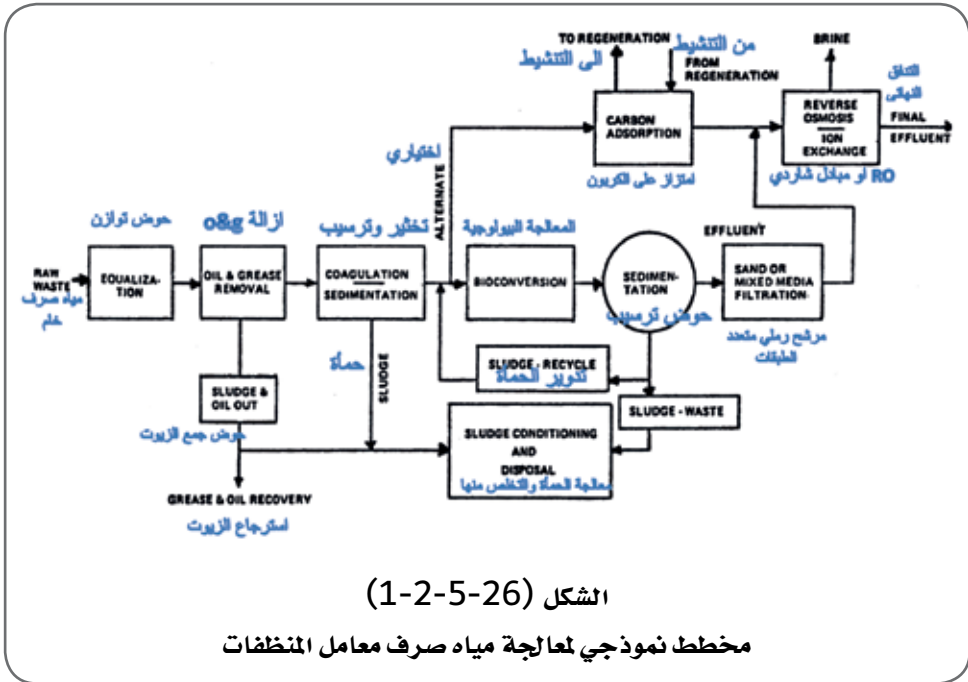 TO REGENERATION
الى التنشيط
من التنشيط
FROM
REGENERATION
BRINE
التدفق
النهائي
CARBON
ADSORPTION
امتزاز على الكربون
REVERSE
OSMOSIS
ION
EXCHANGE
FINAL
EFFLUENT
RO او مبادل شاردي
اختياري
ALTERNATE
حوض توازن
ازالة o&g
تخثير وترسيب
المعالجة البيولوجية
EFFLUENT
RAW
WASTE
مياه صرف
خام
EQUALIZA-
TION
OIL & GREASE
REMOVAL
COAGULATION
SEDIMENTATION
BIOCONVERSION
SEDIMEN-
TATION
حوض ترسيب
SAND OR
MIXED MEDIA
FILTRATION
مرشح رملي متعدد
الطبقات
حمأة
SLUDGE
SLUDGE - RECYCLE
تدوير الحمأة
SLUDGE &
OIL OUT
حوض جمع الزيوت
SLUDGE - WASTE
SLUDGE CONDITIONING
AND
DISPOSAL
معالجة الحمأة والتخلص منها
GREASE & OIL RECOVERY
استرجاع الزيوت
الشكل (26-5-2-1)
مخطط نموذجي لمعالجة مياه صرف معامل المنظفات